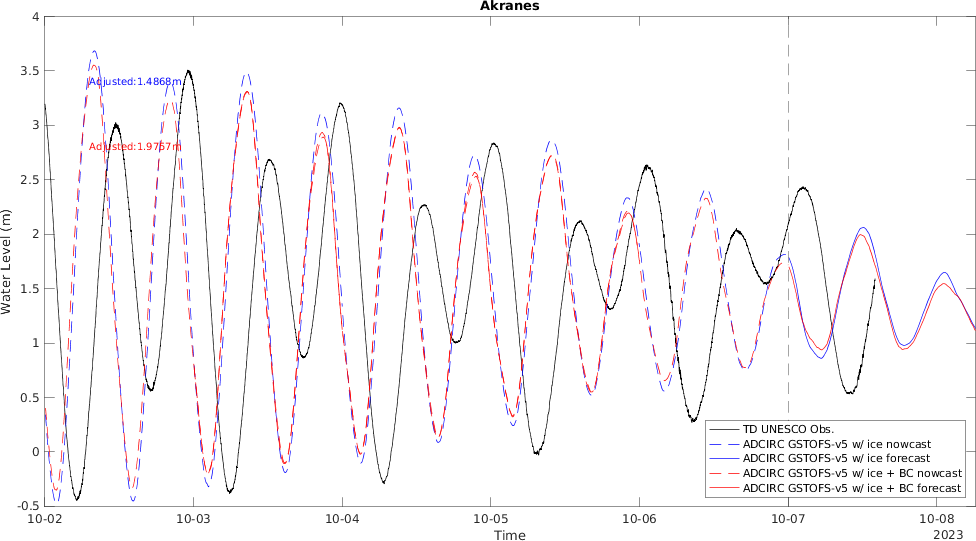 Akranes
4
3.5
3
2.5
2
1.5
1
0.5
0
-0.5
Water Level (m)
Adjusted:1.4868m
Adjusted:1.9767m
TD UNESCO Obs.
ADCIRC GSTOFS-v5 w/ ice nowcast
ADCIRC GSTOFS-v5 w/ ice forecast
ADCIRC GSTOFS-v5 w/ ice + BC nowcast
ADCIRC GSTOFS-v5 w/ ice + BC forecast
10-02 10-03 10-04 10-05 10-06 10-07 10-08
Time
2023